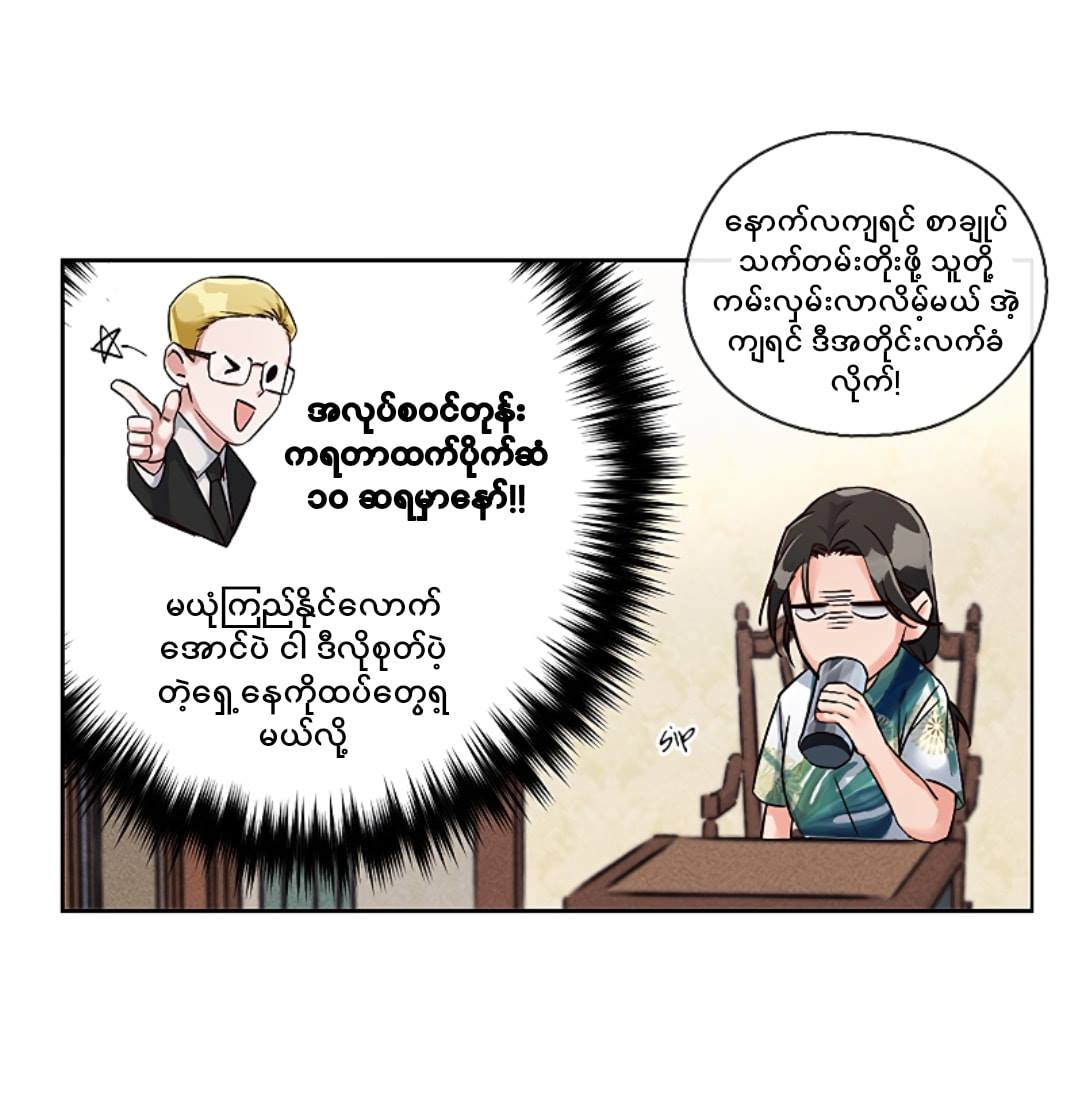 နောက်လကျရင် စာချုပ်
သက်တမ်းတိုးဖို့ သူတို့
ကမ်းလှမ်းလာလိမ့်မယ် အဲ့
ကျရင် ဒီအတိုင်းလက်ခံ
လိုက်!
အလုပ်စဝင်တုန်း
ကရတာထက်ပိုက်ဆံ
၁၀ ဆရမှာနော်!!
မယုံကြည်နိုင်လောက်
အောင်ပဲ ငါ ဒီလိုစုတ်ပဲ့
တဲ့ရှေ့နေကိုထပ်တွေ့ရ
မယ်လို့
sip